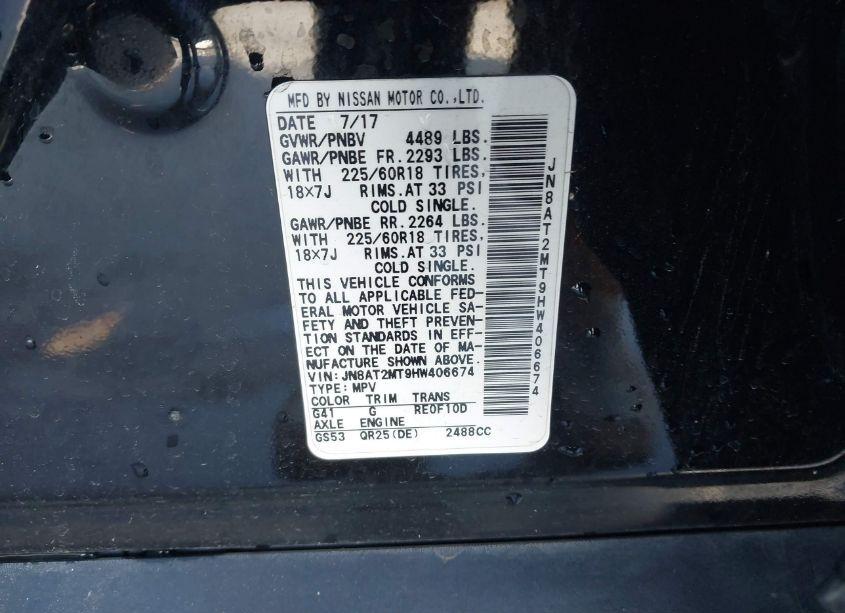 MFD BY NISSAN MOTOR CO.,LTD.
DATE 7/17
GVWR/PNBV 4489 LBS.
GAWR/PNBE FR.2293 LBS.
WITH 225/60R18 TIRES,
18×7J RIMS.AT 33 PSI
COLD SINGLE.
GAWR/PNBE RR.2264 LBS.
WITH 225/60R18 TIRES,
18×7J RIMS.AT 33 PSI
COLD SINGLE.
THIS VEHICLE CONFORMS
TO ALL APPLICABLE FED-
ERAL MOTOR VEHICLE SA-
FETY AND THEFT PREVEN-
TION STANDARDS IN EFF-
ECT ON THE DATE OF MA-
NUFACTURE SHOWN ABOVE.
VIN: JN8AT2MT9HW406674
TYPE: MPV
COLOR TRIM TRANS
G41 G RE0F10D
AXLE ENGINE
GS53 QR25(DE) 2488CC
JN8AT2MT9HW406674